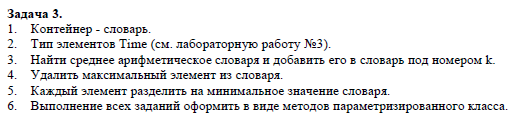 Задача 3.
1. Контейнер - словарь.
2. Тип элементов Time (см. лабораторную работу №3).
3. Найти среднее арифметическое словаря и добавить его в словарь под номером k.
4. Удалить максимальный элемент из словаря.
5. Каждый элемент разделить на минимальное значение словаря.
6. Выполнение всех заданий оформить в виде методов параметризированного класса.